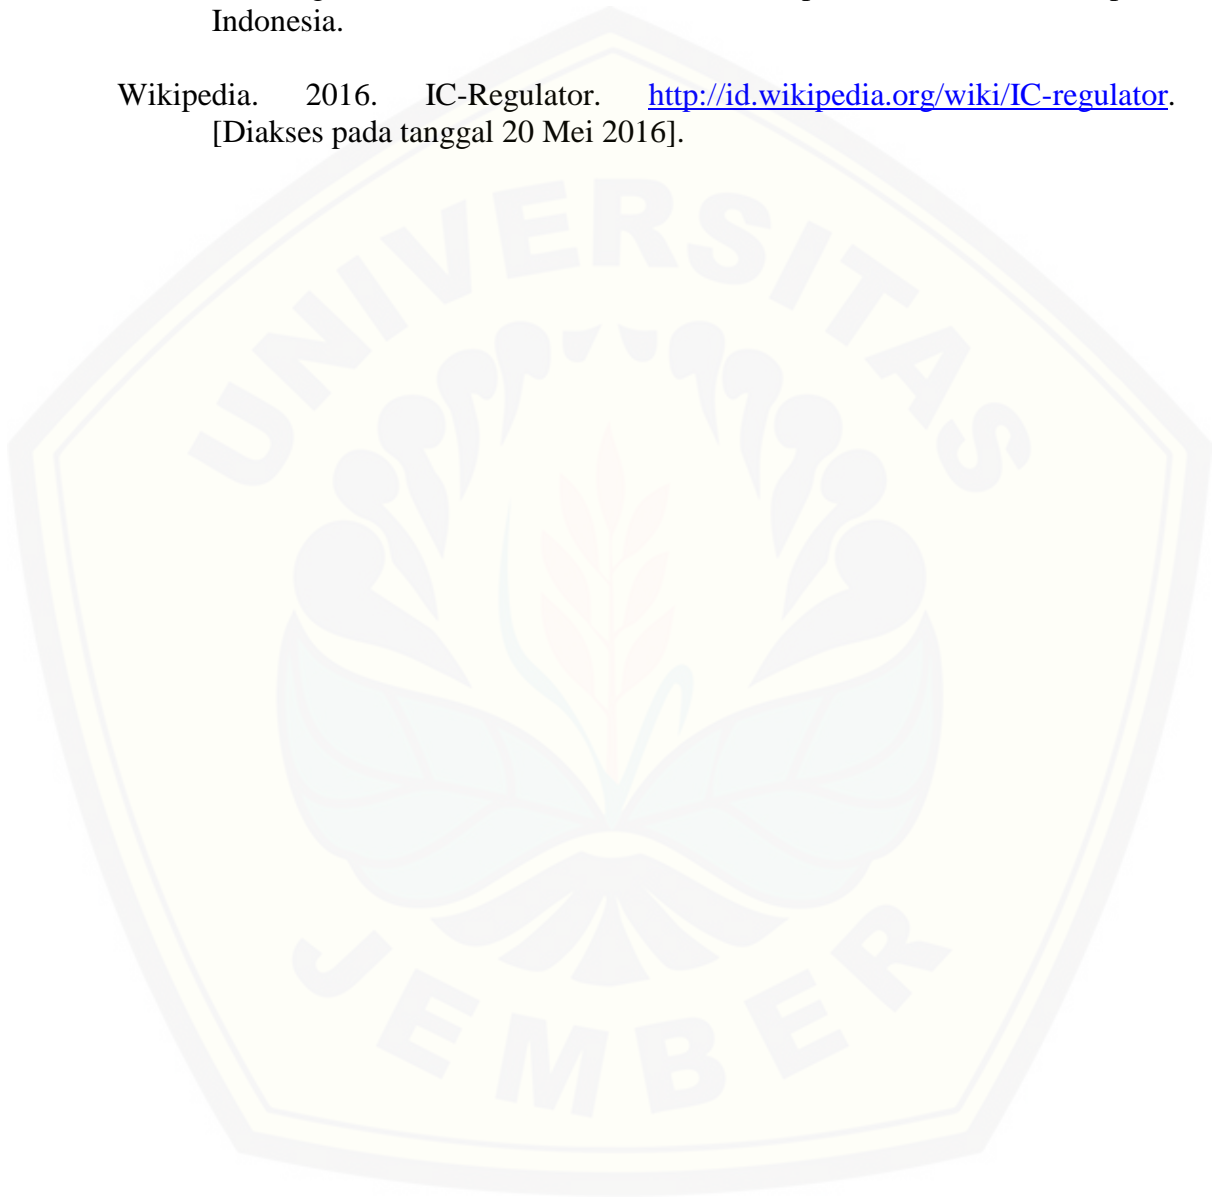 Indonesia.
Wikipedia. 2016. IC-Regulator. http://id.wikipedia.org/wiki/IC-regulator.
[Diakses pada tanggal 20 Mei 2016].
UNIVERSITAS
JEMBER